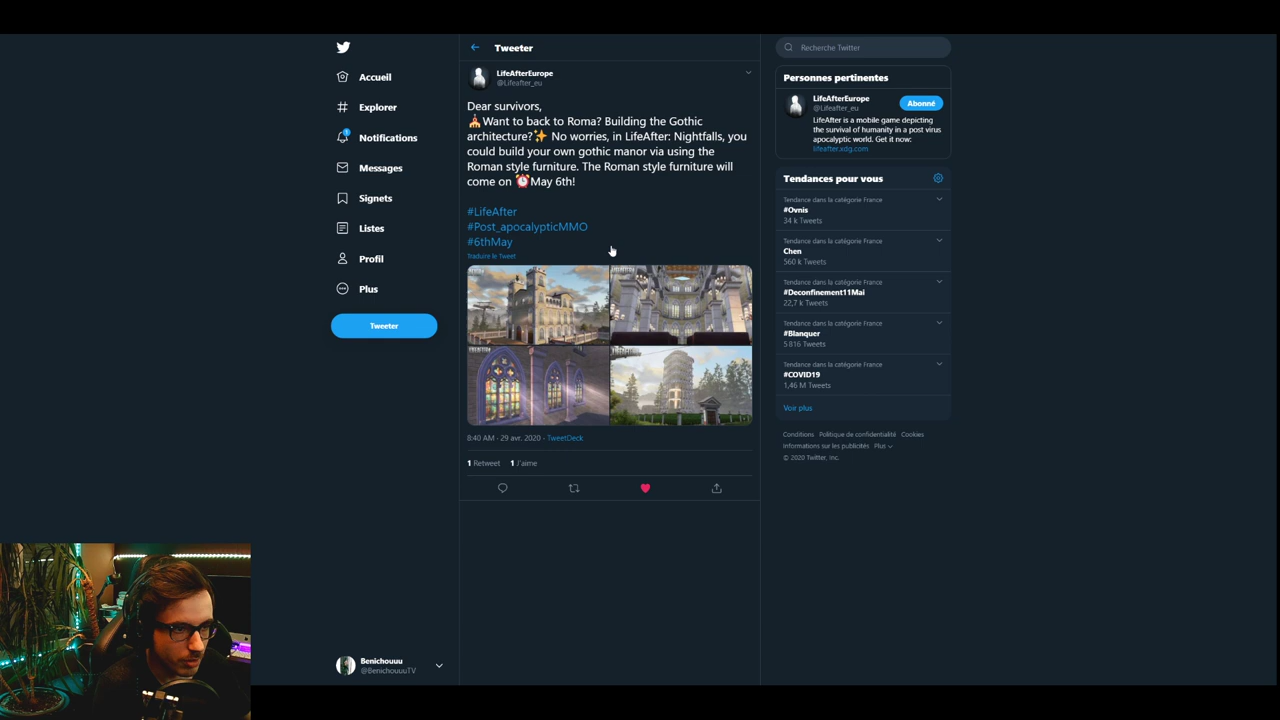 Accueil
Explorer
Notifications
Messages
Signets
Listes
Profil
Plus
Tweeter
Benichouuu
@BenichouuuTV
Tweeter
LifeAfterEurope
@Lifeafter_eu
Dear survivors,
⛪Want to back to Roma? Building the Gothic
architecture?✨ No worries, in LifeAfter: Nightfalls, you
could build your own gothic manor via using the
Roman style furniture. The Roman style furniture will
come on ⏰May 6th!
#LifeAfter
#Post_apocalypticMMO
#6thMay
Traduire le Tweet
8:40 AM · 29 avr. 2020 · TweetDeck
1 Retweet 1 J'aime
Recherche Twitter
Personnes pertinentes
LifeAfterEurope
@Lifeafter_eu
Abonné
LifeAfter is a mobile game depicting
the survival of humanity in a post virus
apocalyptic world. Get it now:
lifeafter.xdg.com
Tendances pour vous
Tendance dans la catégorie France
#Ovnis
34 k Tweets
Tendance dans la catégorie France
Chen
560 k Tweets
Tendance dans la catégorie France
#Deconfinement11Mai
22,7 k Tweets
Tendance dans la catégorie France
#Blanquer
5 816 Tweets
Tendance dans la catégorie France
#COVID19
1,46 M Tweets
Voir plus
Conditions Politique de confidentialité Cookies
Informations sur les publicités Plus
© 2020 Twitter, Inc.